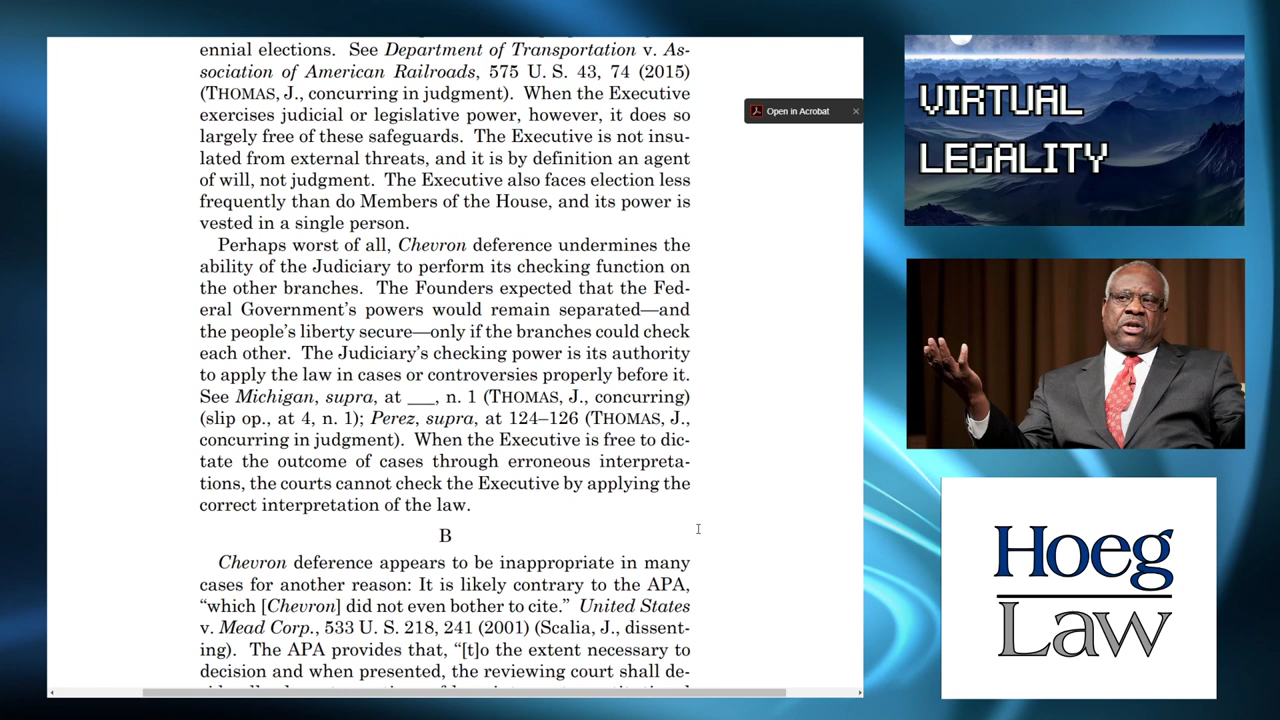 ennial elections. See Department of Transportation v. As-
sociation of American Railroads, 575 U. S. 43, 74 (2015)
(THOMAS, J., concurring in judgment). When the Executive
exercises judicial or legislative power, however, it does so
largely free of these safeguards. The Executive is not insu-
lated from external threats, and it is by definition an agent
of will, not judgment. The Executive also faces election less
frequently than do Members of the House, and its power is
vested in a single person.
Perhaps worst of all, Chevron deference undermines the
ability of the Judiciary to perform its checking function on
the other branches. The Founders expected that the Fed-
eral Government’s powers would remain separated—and
the people’s liberty secure—only if the branches could check
each other. The Judiciary’s checking power is its authority
to apply the law in cases or controversies properly before it.
See Michigan, supra, at ___, n. 1 (THOMAS, J., concurring)
(slip op., at 4, n. 1); Perez, supra, at 124–126 (THOMAS, J.,
concurring in judgment). When the Executive is free to dic-
tate the outcome of cases through erroneous interpreta-
tions, the courts cannot check the Executive by applying the
correct interpretation of the law.
B
Chevron deference appears to be inappropriate in many
cases for another reason: It is likely contrary to the APA,
“which [Chevron] did not even bother to cite.” United States
v. Mead Corp., 533 U. S. 218, 241 (2001) (Scalia, J., dissent-
ing). The APA provides that, “[t]o the extent necessary to
decision and when presented, the reviewing court shall de-
Open in Acrobat
VIRTUAL
LEGALITY
Hoeg
Law